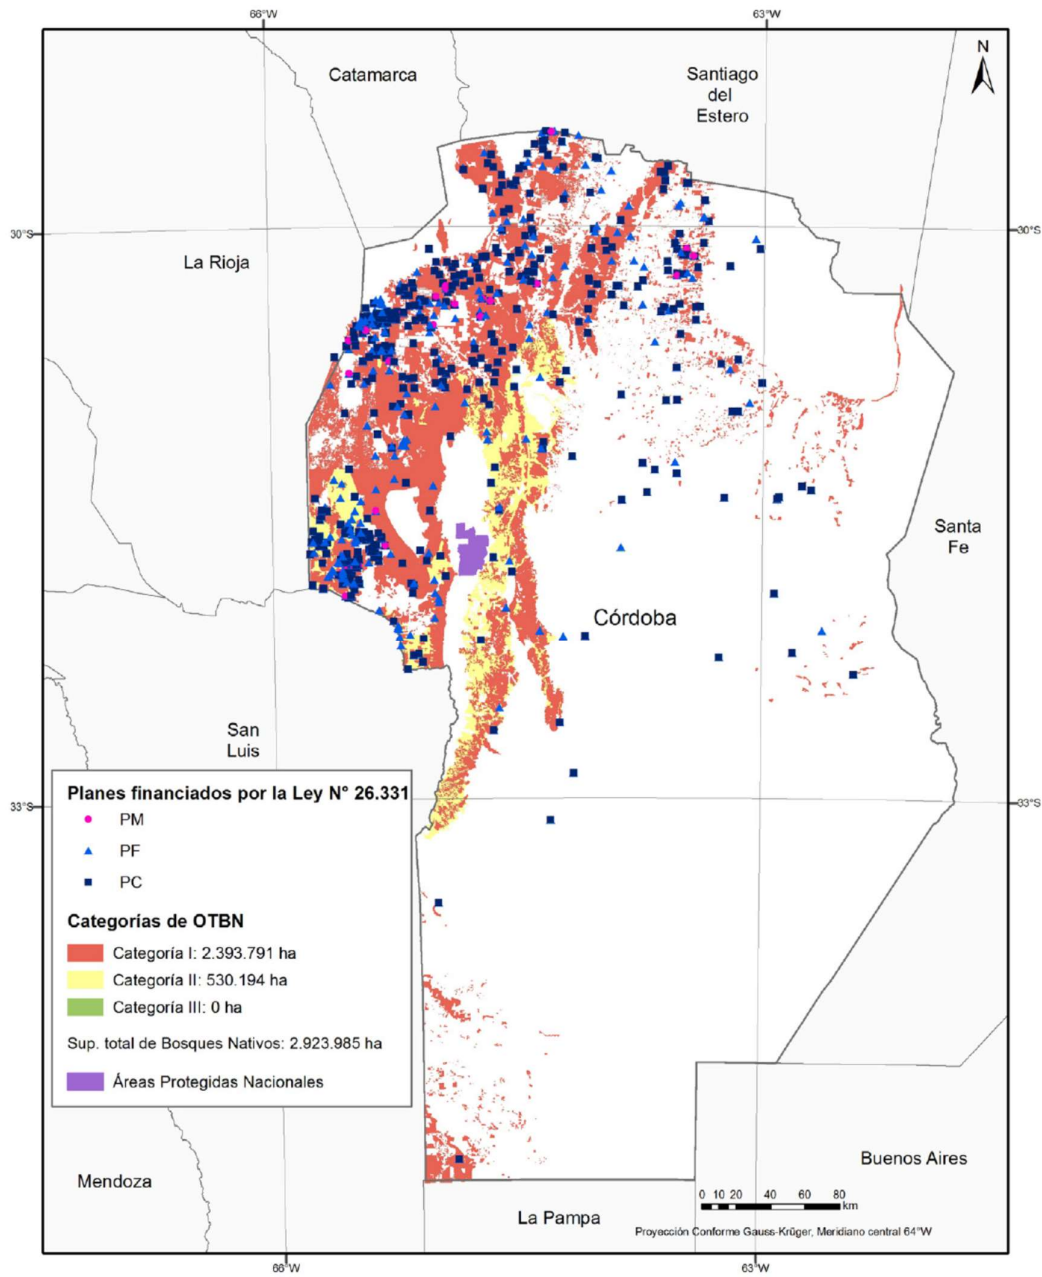 66°W
63°W
N
Catamarca
Santiago
del
Estero
30°S
30°S
La Rioja
Santa
Fe
Córdoba
San
Luis
Planes financiados por la Ley N° 26.331
PM
PF
PC
33°S
33°S
Categorías de OTBN
Categoría I: 2.393.791 ha
Categoría II: 530.194 ha
Categoría III: 0 ha
Sup. total de Bosques Nativos: 2.923.985 ha
Áreas Protegidas Nacionales
Buenos Aires
Mendoza
0 10 20 40 60 80
km
La Pampa
Proyección Conforme Gauss-Krüger, Meridiano central 64°W
66°W
63°W